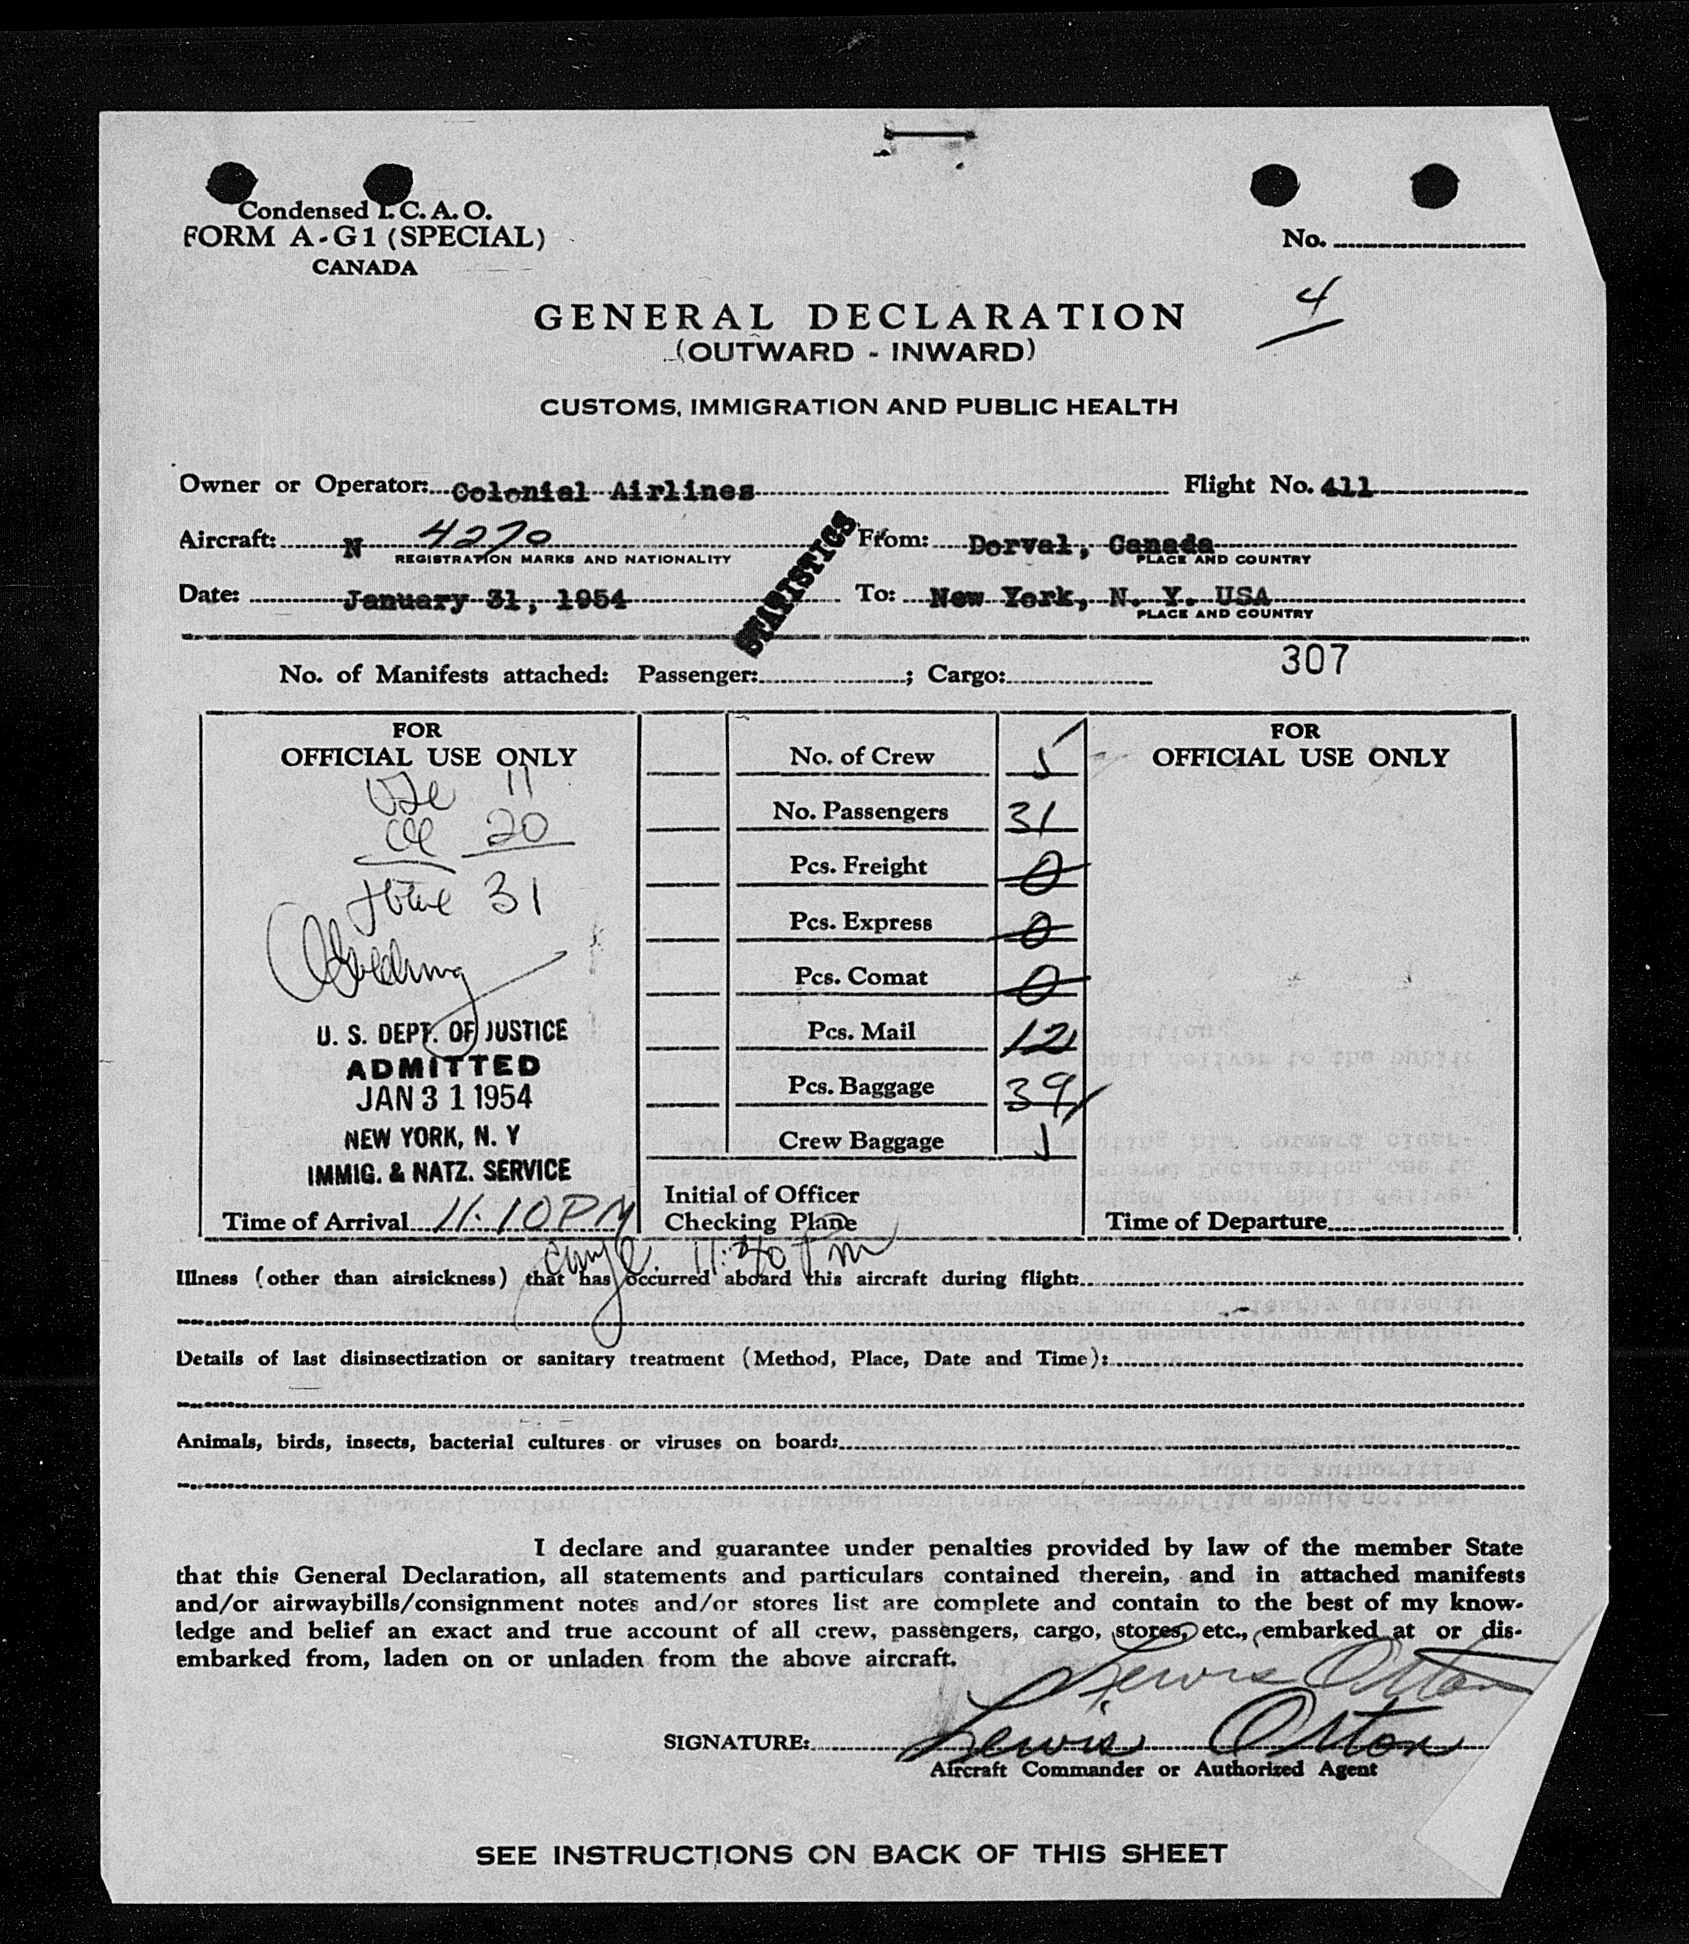 Condensed I. C. A. O.
FORM A-G1 (SPECIAL)
CANADA
No.
4
GENERAL DECLARATION
(OUTWARD - INWARD)
CUSTOMS, IMMIGRATION AND PUBLIC HEALTH
Owner or Operator: Colonial Airlines Flight No. 411
Aircraft: N 4270 From: Dorval, Canada
REGISTRATION MARKS AND NATIONALITY PLACE AND COUNTRY
STATISTICS
Date: January 31, 1954 To: New York, N. Y. USA
PLACE AND COUNTRY
307
No. of Manifests attached: Passenger: ; Cargo:
FOR
OFFICIAL USE ONLY
11
20
31
U. S. DEPT. OF JUSTICE
ADMITTED
JAN 31 1954
NEW YORK, N. Y
IMMIG. & NATZ. SERVICE
Time of Arrival 11:10 PM
No. of Crew 5
No. Passengers 31
Pcs. Freight 0
Pcs. Express 0
Pcs. Comat 0
Pcs. Mail 12
Pcs. Baggage 39
Crew Baggage 5
Initial of Officer
Checking Plane
FOR
OFFICIAL USE ONLY
Time of Departure
11:20 Pm
Illness (other than airsickness) that has occurred aboard this aircraft during flight:
Details of last disinsectization or sanitary treatment (Method, Place, Date and Time):
Animals, birds, insects, bacterial cultures or viruses on board:
I declare and guarantee under penalties provided by law of the member State
that this General Declaration, all statements and particulars contained therein, and in attached manifests
and/or airwaybills/consignment notes and/or stores list are complete and contain to the best of my know-
ledge and belief an exact and true account of all crew, passengers, cargo, stores, etc., embarked at or dis-
embarked from, laden on or unladen from the above aircraft.
Lewis Otton
SIGNATURE: Lewis Otton
Aircraft Commander or Authorized Agent
SEE INSTRUCTIONS ON BACK OF THIS SHEET